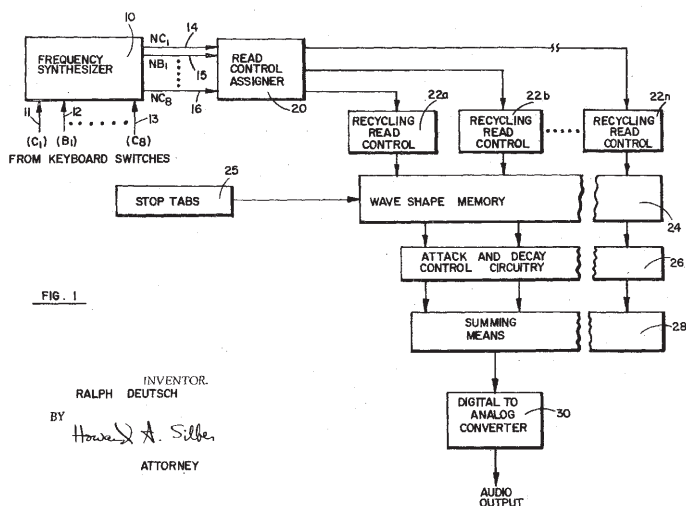 10
NC1
14
FREQUENCY
SYNTHESIZER
NB1
15
NC8
16
READ
CONTROL
ASSIGNER
20
11
12
13
(C1)
(B1)
(C8)
FROM KEYBOARD SWITCHES
22a
22b
22n
RECYCLING
READ
CONTROL
RECYCLING
READ
CONTROL
RECYCLING
READ
CONTROL
25
STOP TABS
WAVE SHAPE MEMORY
24
ATTACK AND DECAY
CONTROL CIRCUITRY
26
SUMMING
MEANS
28
FIG. 1
INVENTOR.
RALPH DEUTSCH
BY
Howard A. Silber
ATTORNEY
DIGITAL TO
ANALOG
CONVERTER
30
AUDIO
OUTPUT